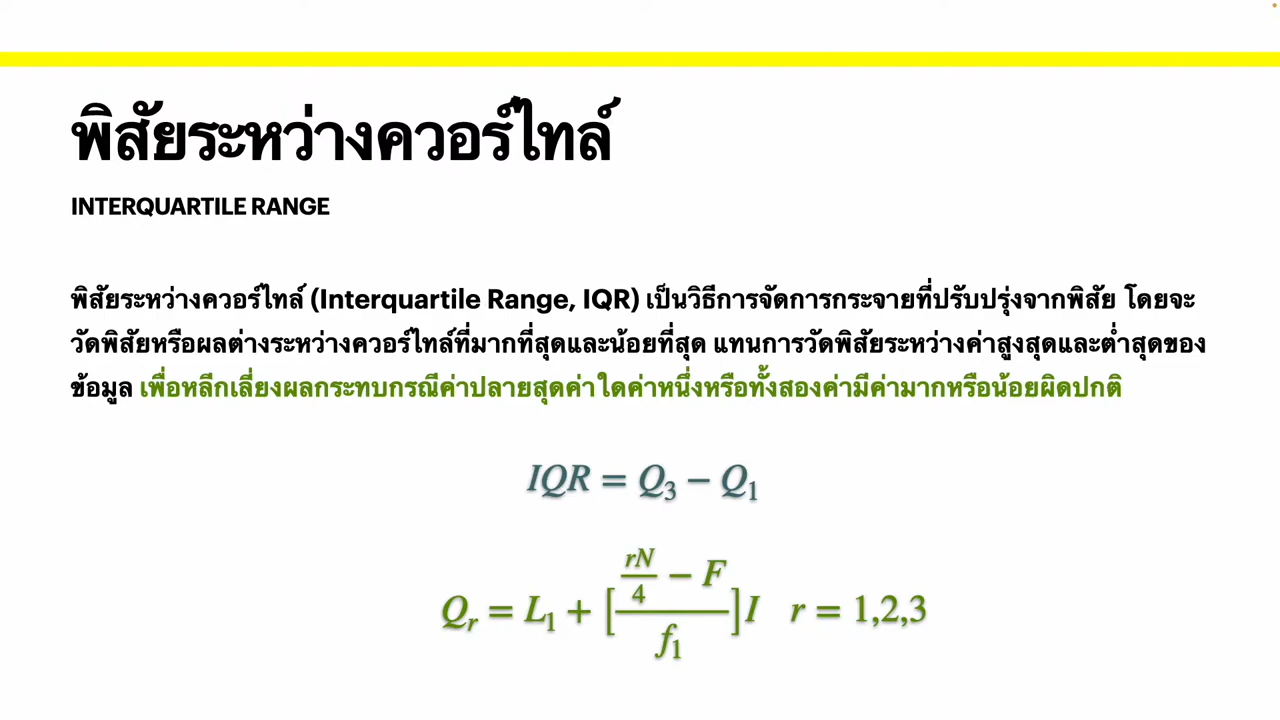 พิสัยระหว่างควอร์ไทล์
INTERQUARTILE RANGE
พิสัยระหว่างควอร์ไทล์ (Interquartile Range, IQR) เป็นวิธีการจัดการกระจายที่ปรับปรุ่งจากพิสัย โดยจะ
วัดพิสัยหรือผลต่างระหว่างควอร์ไทล์ที่มากที่สุดและน้อยที่สุด แทนการวัดพิสัยระหว่างค่าสูงสุดและต่ำสุดของ
ข้อมูล เพื่อหลีกเลี่ยงผลกระทบกรณีค่าปลายสุดค่าใดค่าหนึ่งหรือทั้งสองค่ามีค่ามากหรือน้อยผิดปกติ
IQR = Q₃ − Q₁
Q_r = L₁ + [(rN/4 − F)/f₁]I r = 1,2,3